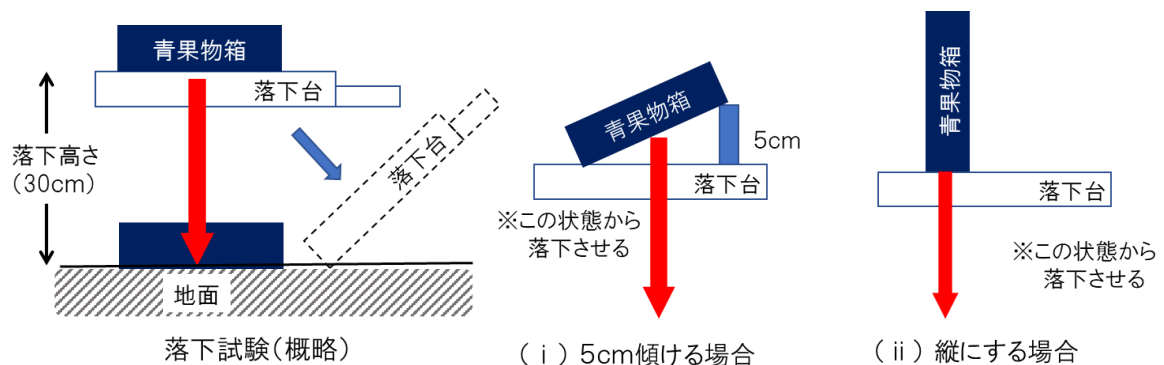 青果物箱
落下台
落下高さ
(30cm)
落下台
地面
落下試験(概略)
青果物箱
5cm
落下台
※この状態から
落下させる
(ⅰ)5cm傾ける場合
青果物箱
落下台
※この状態から
落下させる
(ⅱ)縦にする場合